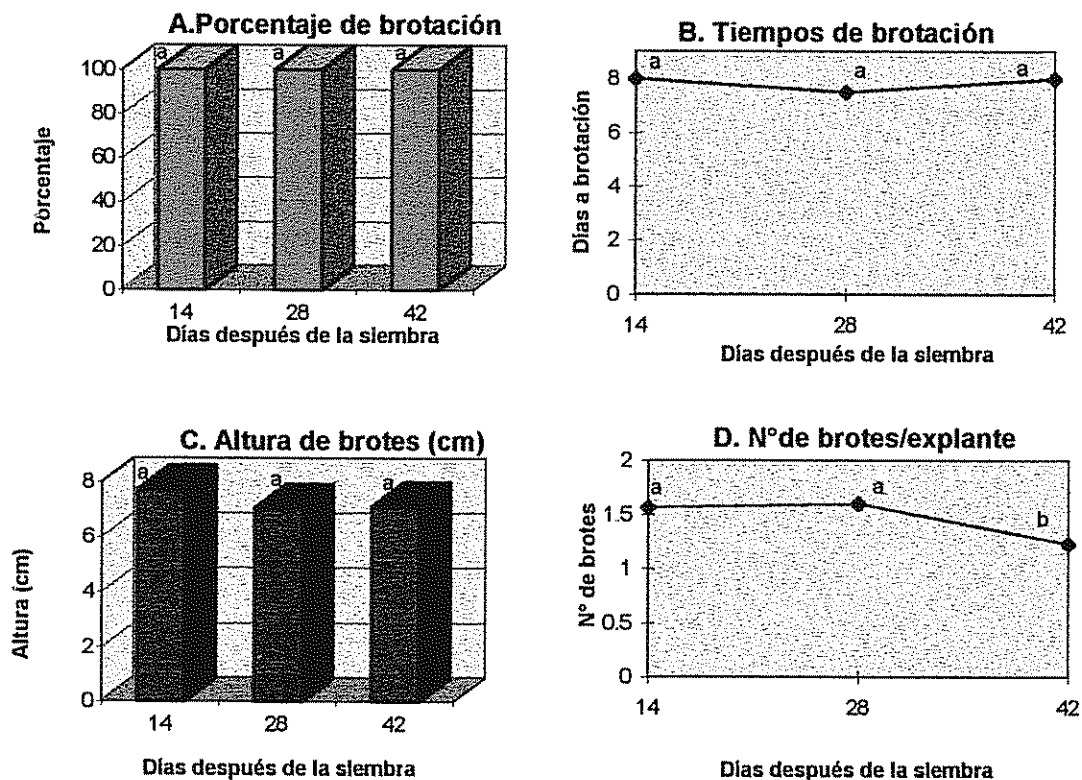 A.Porcentaje de brotación
a a a
100
80
60
40
20
0
Pòrcentaje
14 28 42
Días después de la siembra
B. Tiempos de brotación
a a a
8
6
4
2
0
Días a brotación
14 28 42
Días después de la siembra
C. Altura de brotes (cm)
a a a
8
6
4
2
0
Altura (cm)
14 28 42
Días después de la siembra
D. N°de brotes/explante
a a b
2
1.5
1
0.5
0
N° de brotes
14 28 42
Días después de la siembra